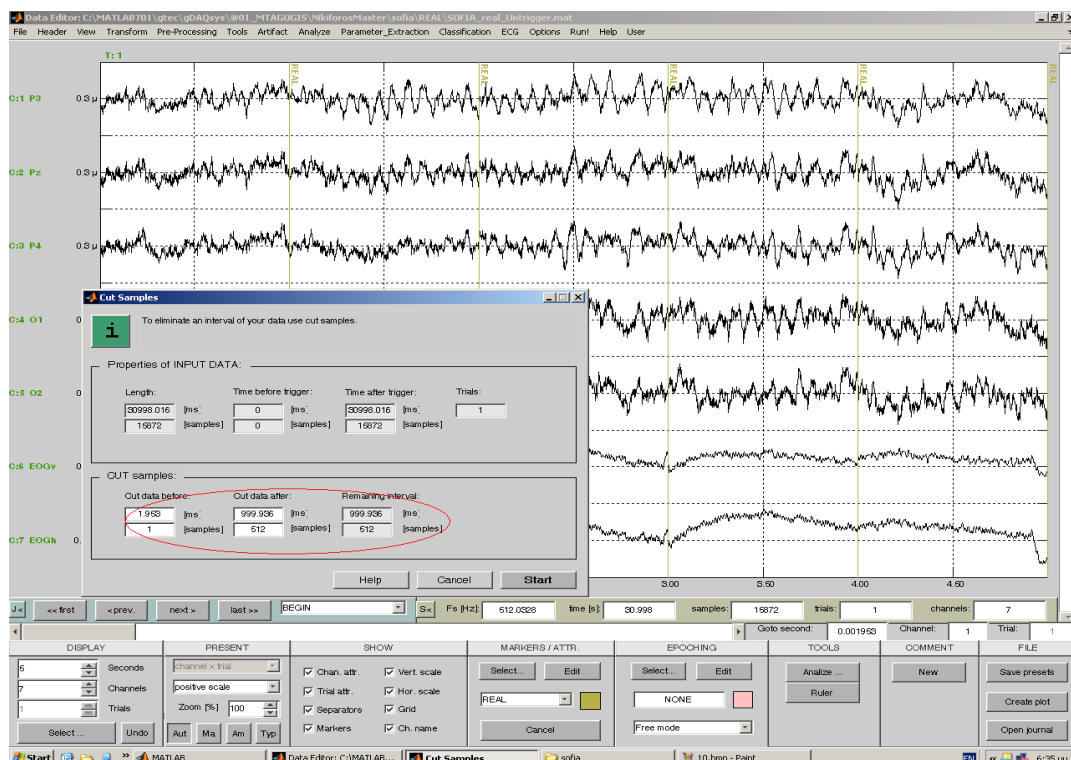 Data Editor: C:\MATLAB701\gtec\gDAQsys\@01_MTAGOGIS\NikiforosMaster\sofia\REAL\SOFIA_real_Untrigger.mat
File Header View Transform Pre-Processing Tools Artifact Analyze Parameter_Extraction Classification ECG Options Run! Help User
T: 1
REAL REAL REAL REAL REAL
C:1 P3 0.3 µ
C:2 Pz 0.3 µ
C:3 P4 0.3 µ
Cut Samples
C:4 O1 0
To eliminate an interval of your data use cut samples.
Properties of INPUT DATA:
Length: Time before trigger: Time after trigger: Trials:
30998.016 [ms] 0 [ms] 30998.016 [ms] 1
15872 [samples] 0 [samples] 15872 [samples]
C:5 O2 0
C:6 EOGv 0
CUT samples:
Cut data before: Cut data after: Remaining interval:
1.953 [ms] 999.936 [ms] 999.936 [ms]
1 [samples] 512 [samples] 512 [samples]
C:7 EOGh 0.
Help Cancel Start
3.00 3.50 4.00 4.50
J< << first < prev. next > last >> BEGIN S< Fs [Hz]: 512.0328 time [s]: 30.998 samples: 15872 trials: 1 channels: 7
Goto second: 0.001953 Channel: 1 Trial: 1
DISPLAY PRESENT SHOW MARKERS / ATTR. EPOCHING TOOLS COMMENT FILE
5 Seconds channel x trial Chan. attr. Vert. scale Select... Edit Select... Edit Analize ... New Save presets
7 Channels positive scale Trial attr. Hor. scale REAL NONE Ruler Create plot
1 Trials Zoom [%] 100 Separators Grid
Select ... Undo Aut Ma Am Typ Markers Ch. name Cancel Free mode Open journal
Start » MATLAB Data Editor: C:\MATLAB... Cut Samples sofia 10.bmp - Paint EN « 6:35 μμ